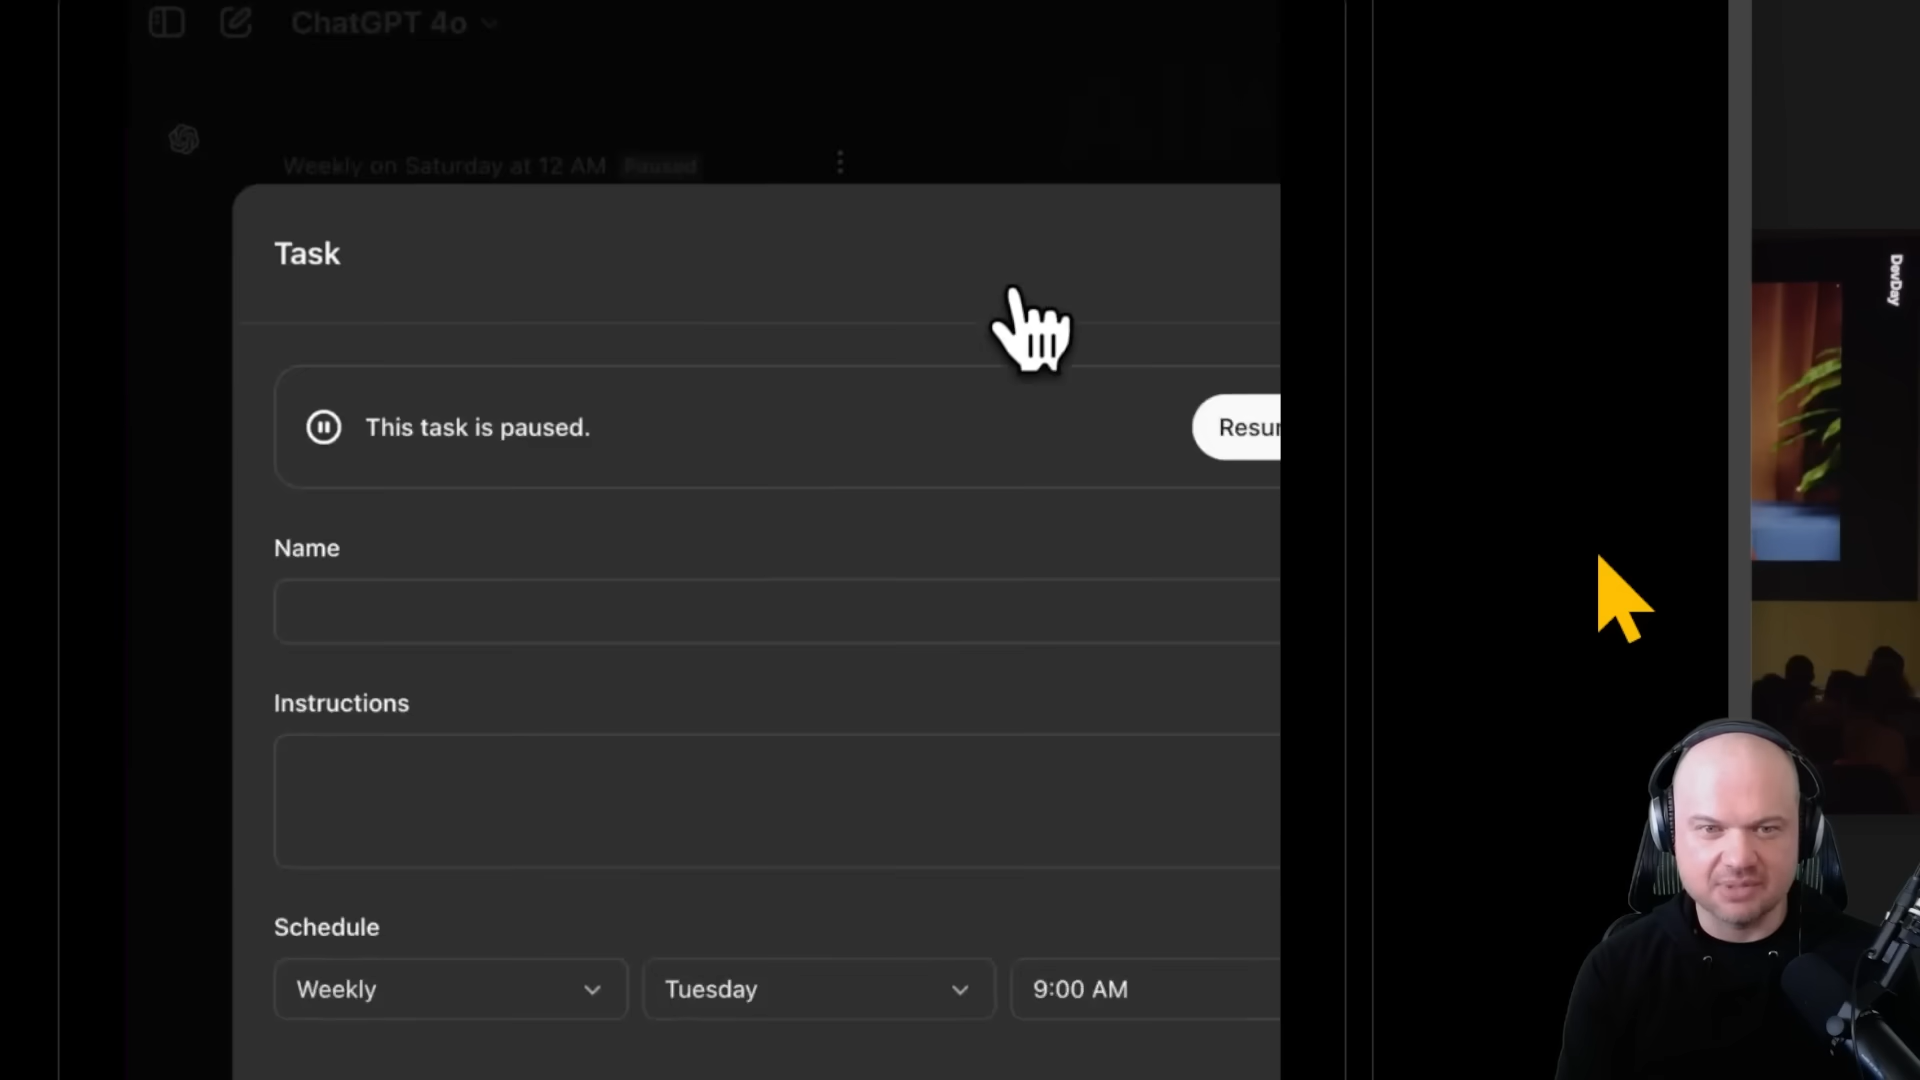 ChatGPT 4o
Weekly on Saturday at 12 AM Paused
Task
This task is paused.
Resu
Name
Instructions
Schedule
Weekly
Tuesday
9:00 AM
DevDay